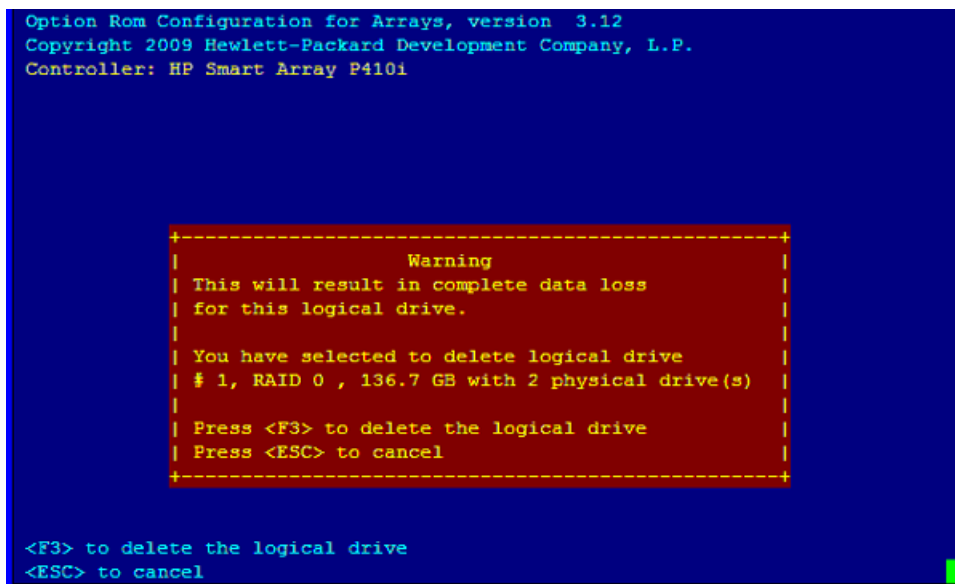 Option Rom Configuration for Arrays, version  3.12
Copyright 2009 Hewlett-Packard Development Company, L.P.
Controller: HP Smart Array P410i
Warning
This will result in complete data loss
for this logical drive.
You have selected to delete logical drive
# 1, RAID 0 , 136.7 GB with 2 physical drive(s)
Press <F3> to delete the logical drive
Press <ESC> to cancel
<F3> to delete the logical drive
<ESC> to cancel